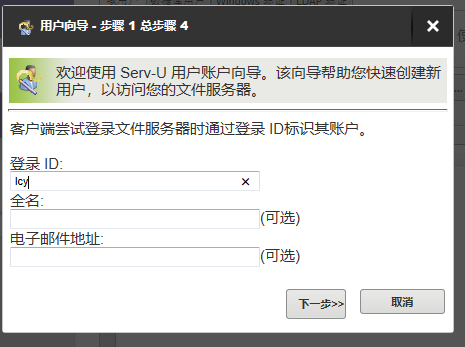 用户向导 - 步骤 1 总步骤 4
欢迎使用 Serv-U 用户账户向导。该向导帮助您快速创建新
用户，以访问您的文件服务器。
客户端尝试登录文件服务器时通过登录 ID标识其账户。
登录 ID:
lcy
全名:
(可选)
电子邮件地址:
(可选)
下一步>>
取消